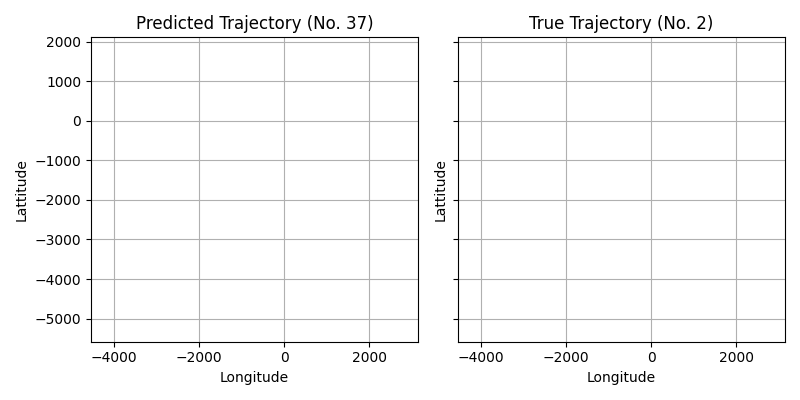 Predicted Trajectory (No. 37)
True Trajectory (No. 2)
2000
1000
0
−1000
−2000
−3000
−4000
−5000
Lattitude
Lattitude
−4000 −2000 0 2000
−4000 −2000 0 2000
Longitude
Longitude